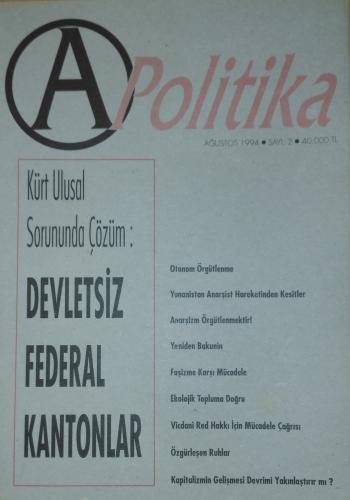 A Politika
AĞUSTOS 1994 ● SAYI: 2 ● 40.000 TL
Kürt Ulusal
Sorununda Çözüm :
DEVLETSİZ
FEDERAL
KANTONLAR
Otonom Örgütlenme
Yunanistan Anarşist Hareketinden Kesitler
Anarşizm Örgütlenmektir!
Yeniden Bakunin
Faşizme Karşı Mücadele
Ekolojik Topluma Doğru
Vicdani Red Hakkı İçin Mücadele Çağrısı
Özgürleşen Ruhlar
Kapitalizmin Gelişmesi Devrimi Yakınlaştırır mı ?